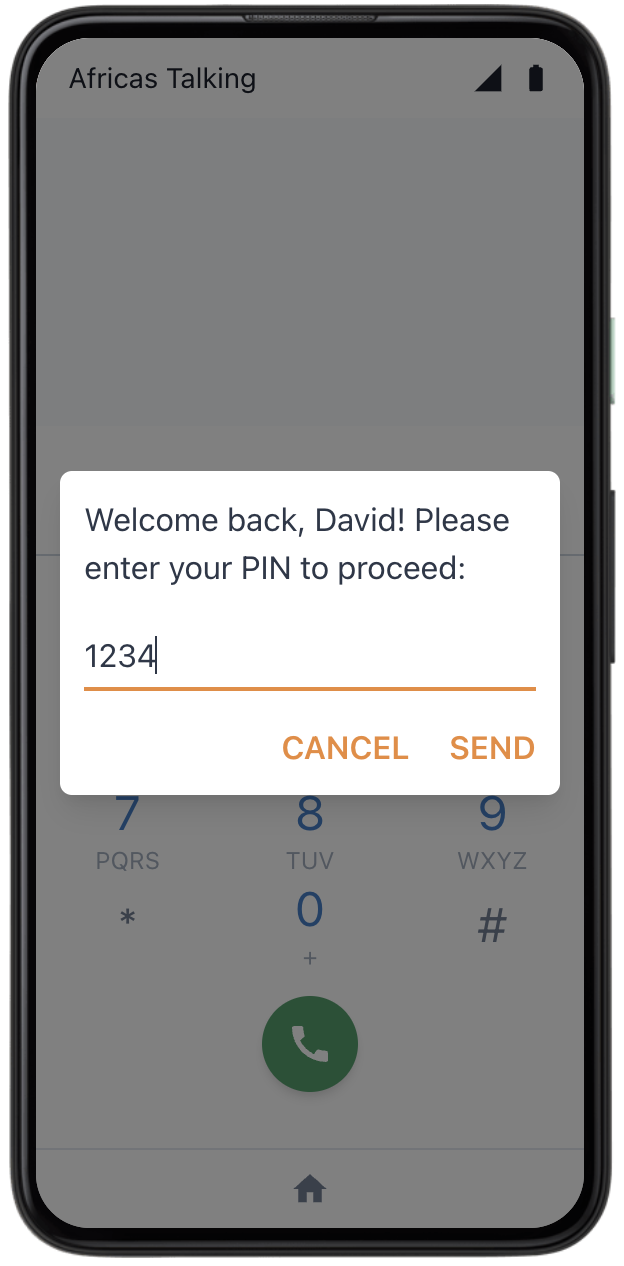 Africas Talking
Welcome back, David! Please
enter your PIN to proceed:
1234
CANCEL SEND
7 8 9
PQRS TUV WXYZ
* 0 #
+